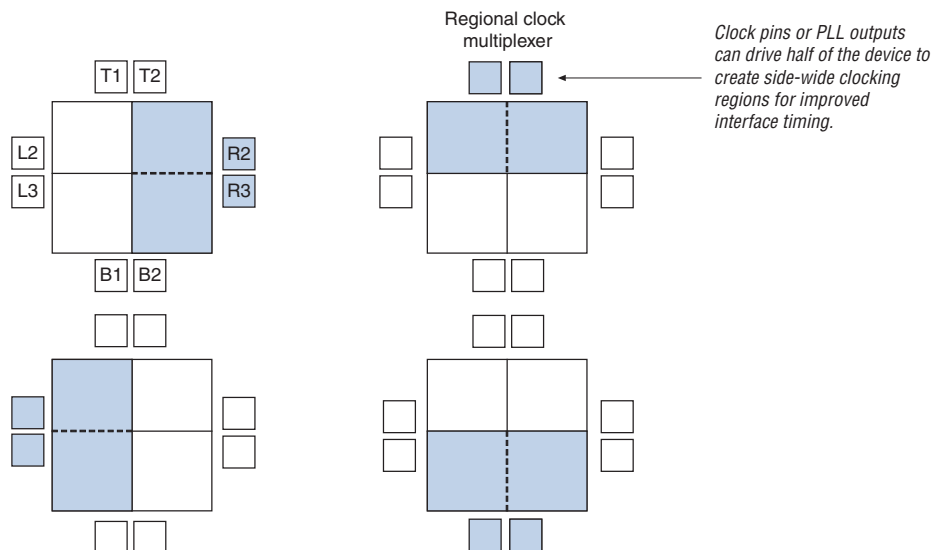 Regional clock
multiplexer
Clock pins or PLL outputs
can drive half of the device to
create side-wide clocking
regions for improved
interface timing.
T1 T2
L2
L3
R2
R3
B1 B2